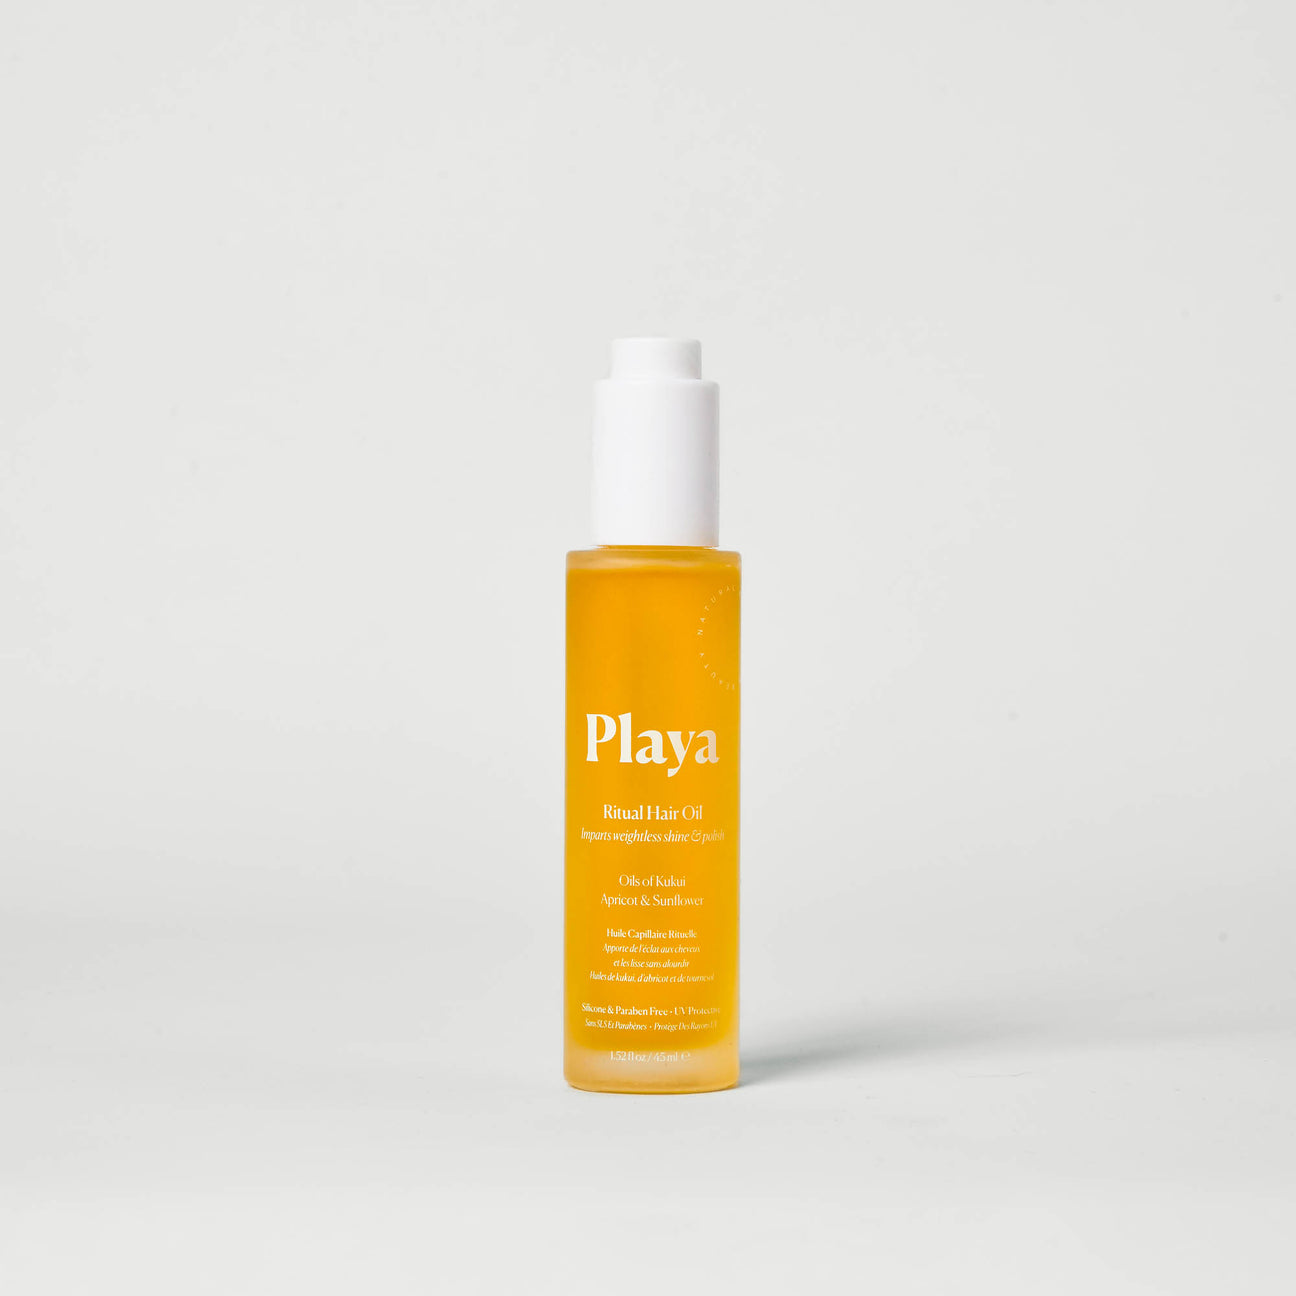 NATURAL
BEAUTY
Playa
Ritual Hair Oil
Imparts weightless shine & polish
Oils of Kukui
Apricot & Sunflower
Huile Capillaire Rituelle
Apporte de l'éclat aux cheveux
et les lisse sans alourdir
Huiles de kukui, d'abricot et de tournesol
Silicone & Paraben Free • UV Protective
Sans SLS Et Parabènes • Protège Des Rayons UV
1.52 fl oz / 45 ml ℮